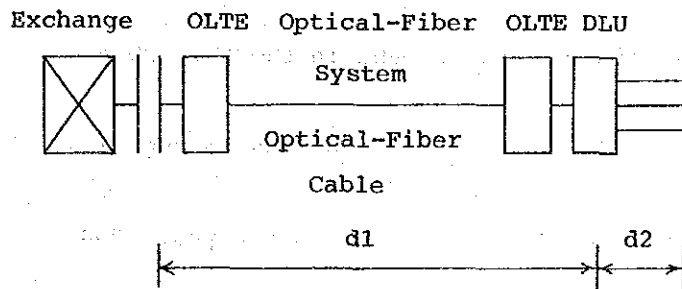 Exchange OLTE Optical-Fiber OLTE DLU
System
Optical-Fiber
Cable
d1 d2